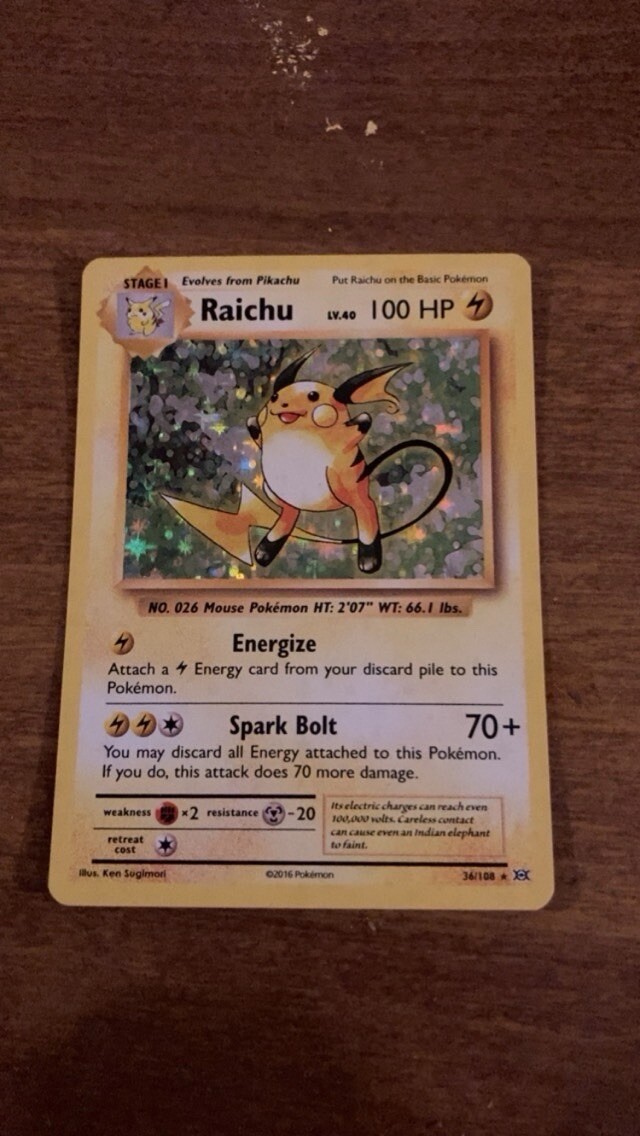 STAGE 1 Evolves from Pikachu Put Raichu on the Basic Pokémon
Raichu LV.40 100 HP
NO. 026 Mouse Pokémon HT: 2'07" WT: 66.1 lbs.
Energize
Attach a Energy card from your discard pile to this
Pokémon.
Spark Bolt 70+
You may discard all Energy attached to this Pokémon.
If you do, this attack does 70 more damage.
weakness ×2 resistance -20
retreat
cost
Its electric charges can reach even
100,000 volts. Careless contact
can cause even an Indian elephant
to faint.
Illus. Ken Sugimori ©2016 Pokémon 36/108 ★